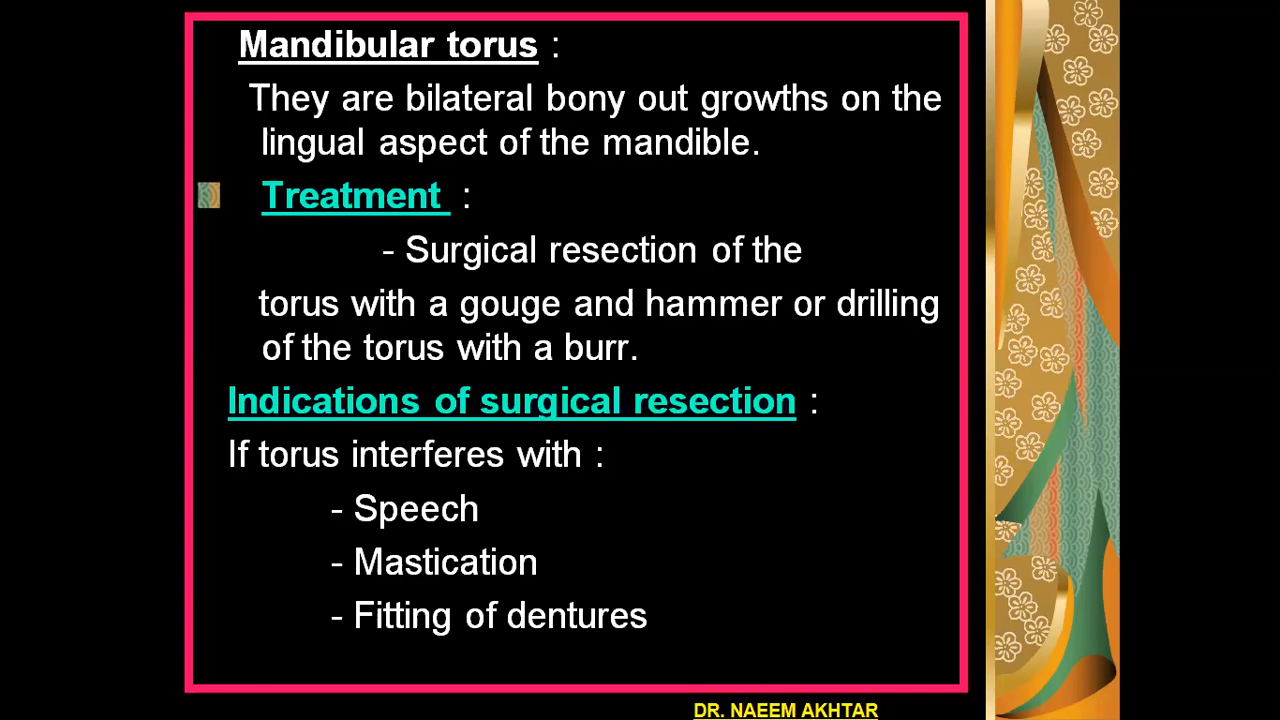 Mandibular torus :
They are bilateral bony out growths on the
lingual aspect of the mandible.
Treatment :
- Surgical resection of the
torus with a gouge and hammer or drilling
of the torus with a burr.
Indications of surgical resection :
If torus interferes with :
- Speech
- Mastication
- Fitting of dentures
DR. NAEEM AKHTAR